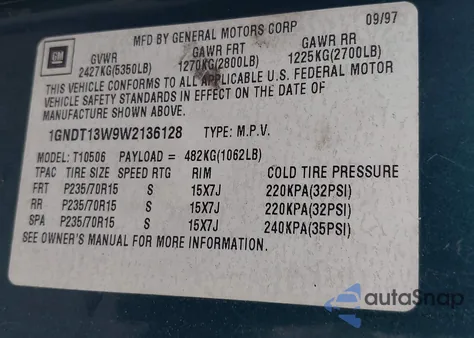 MFD BY GENERAL MOTORS CORP 09/97
GM GVWR GAWR FRT GAWR RR
2427KG(5350LB) 1270KG(2800LB) 1225KG(2700LB)
THIS VEHICLE CONFORMS TO ALL APPLICABLE U.S. FEDERAL MOTOR
VEHICLE SAFETY STANDARDS IN EFFECT ON THE DATE OF
MANUFACTURE SHOWN ABOVE.
1GNDT13W9W2136128 TYPE: M.P.V.
MODEL: T10506 PAYLOAD = 482KG(1062LB)
TPAC TIRE SIZE SPEED RTG RIM COLD TIRE PRESSURE
FRT P235/70R15 S 15X7J 220KPA(32PSI)
RR P235/70R15 S 15X7J 220KPA(32PSI)
SPA P235/70R15 S 15X7J 240KPA(35PSI)
SEE OWNER'S MANUAL FOR MORE INFORMATION.
autoSnap